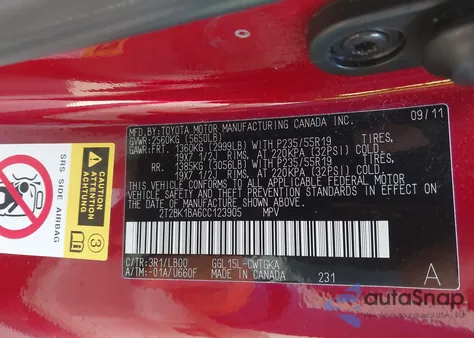 MFD. BY: TOYOTA MOTOR MANUFACTURING CANADA INC. 09/11
GVWR: 2560KG (5650LB)
GAWR: FRT. 1360KG (2999LB) WITH P235/55R19 TIRES,
19X7 1/2J RIMS, AT 220KPA (32PSI) COLD.
RR. 1385KG (3050LB) WITH P235/55R19 TIRES,
19X7 1/2J RIMS, AT 220KPA (32PSI) COLD.
THIS VEHICLE CONFORMS TO ALL APPLICABLE FEDERAL MOTOR
VEHICLE SAFETY AND THEFT PREVENTION STANDARDS IN EFFECT ON
THE DATE OF MANUFACTURE SHOWN ABOVE.
2T2BK1BA6CC123905 MPV
C/TR: 3R1/LB00 GGL15L-CWTGKA
A/TM: -01A/U660F MADE IN CANADA 231 A
SRS SIDE AIRBAG
ATTENTION
3
autoSnap